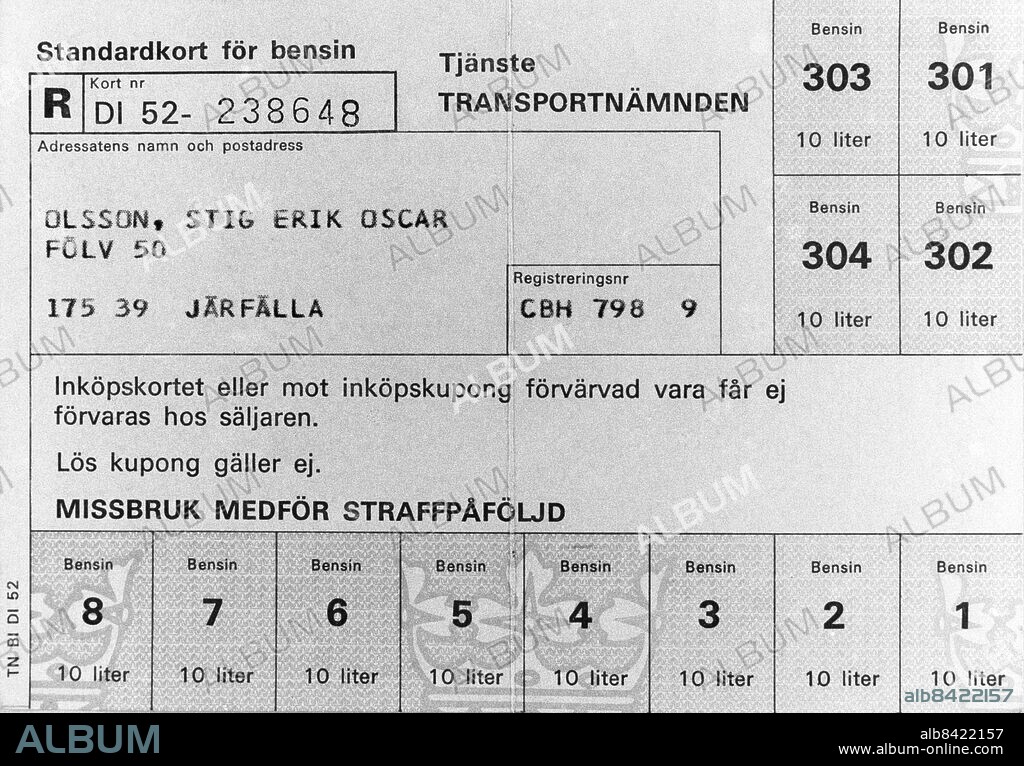 Standardkort för bensin
R
Kort nr
DI 52- 238648
Tjänste
TRANSPORTNÄMNDEN
Adressatens namn och postadress
OLSSON, STIG ERIK OSCAR
FÖLV 50
175 39 JÄRFÄLLA
Registreringsnr
CBH 798 9
Bensin
303
10 liter
Bensin
301
10 liter
Bensin
304
10 liter
Bensin
302
10 liter
Inköpskortet eller mot inköpskupong förvärvad vara får ej
förvaras hos säljaren.
Lös kupong gäller ej.
MISSBRUK MEDFÖR STRAFFPÅFÖLJD
TN BI DI 52
Bensin
8
10 liter
Bensin
7
10 liter
Bensin
6
10 liter
Bensin
5
10 liter
Bensin
4
10 liter
Bensin
3
10 liter
Bensin
2
10 liter
Bensin
1
10 liter
alb8422157
ALBUM
alb8422157
www.album-online.com